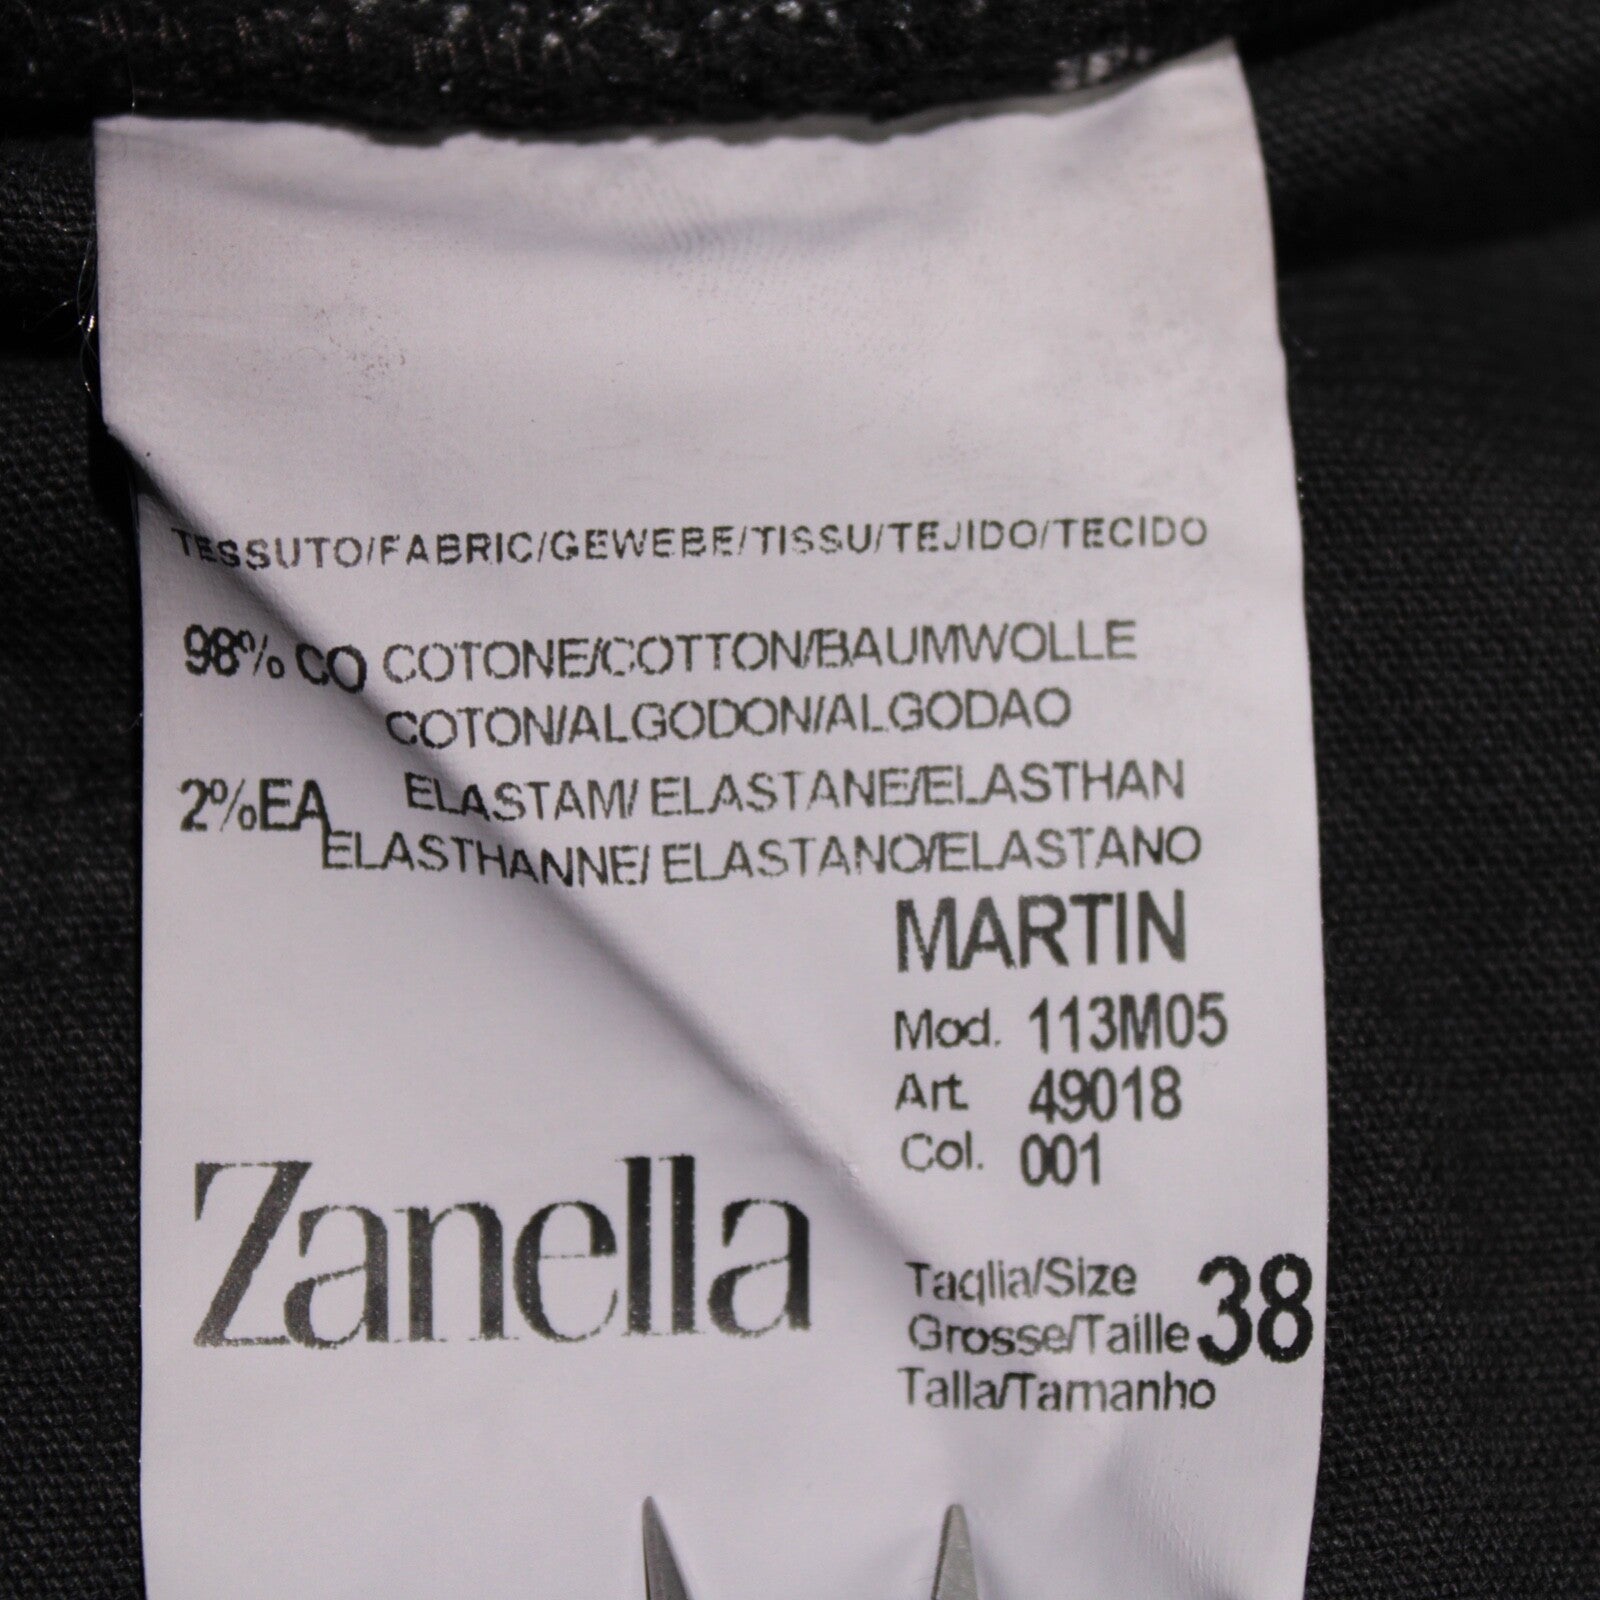 TESSUTO/FABRIC/GEWEBE/TISSU/TEJIDO/TECIDO
98% CO COTONE/COTTON/BAUMWOLLE
COTON/ALGODON/ALGODAO
2%EA ELASTAM/ ELASTANE/ELASTHAN
ELASTHANNE/ ELASTANO/ELASTANO
MARTIN
Mod. 113M05
Art. 49018
Col. 001
Zanella
Taglia/Size
Grosse/Taille 38
Talla/Tamanho